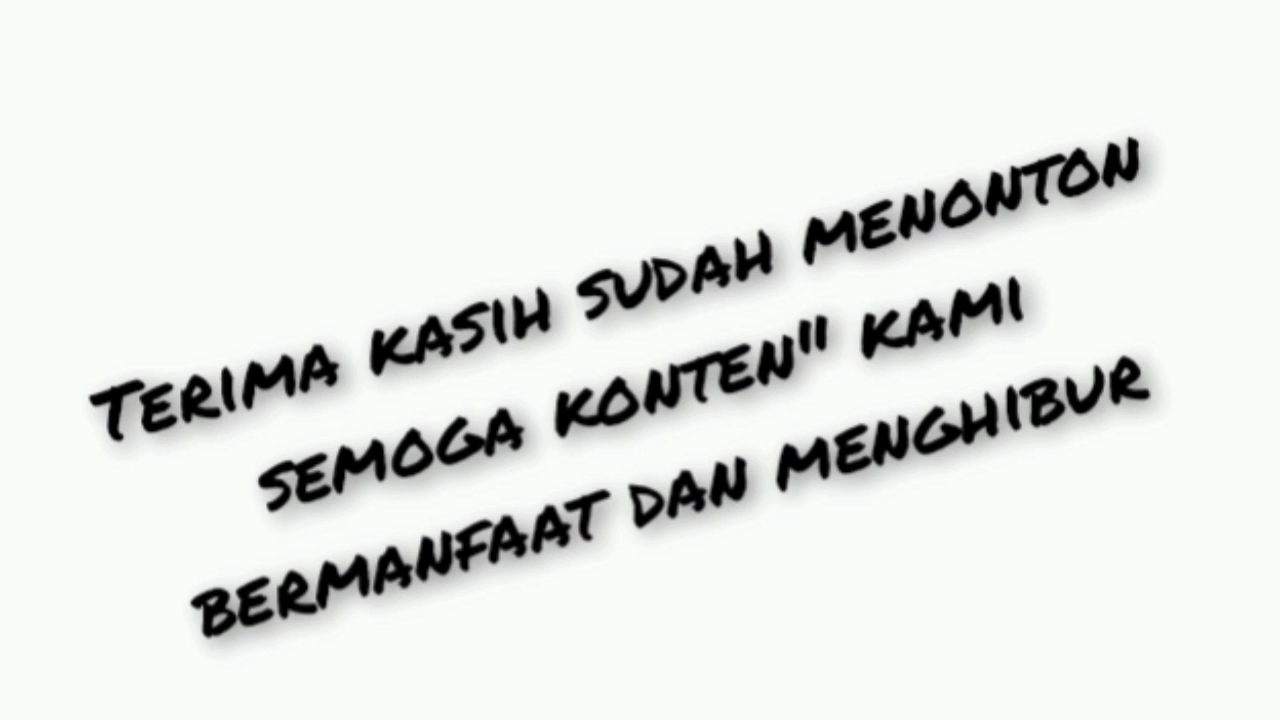 Terima kasih sudah menonton
semoga konten" kami
bermanfaat dan menghibur